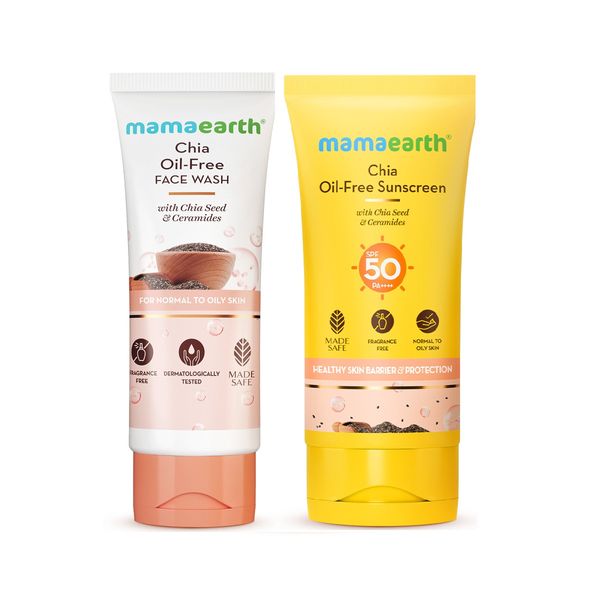 mamaearth®
Chia
Oil-Free
FACE WASH
with Chia Seed
& Ceramides
FOR NORMAL TO OILY SKIN
FRAGRANCE
FREE
DERMATOLOGICALLY
TESTED
MADE
SAFE
mamaearth®
Chia
Oil-Free Sunscreen
with Chia Seed
& Ceramides
SPF
50
PA++++
MADE
SAFE
FRAGRANCE
FREE
NORMAL TO
OILY SKIN
HEALTHY SKIN BARRIER & PROTECTION